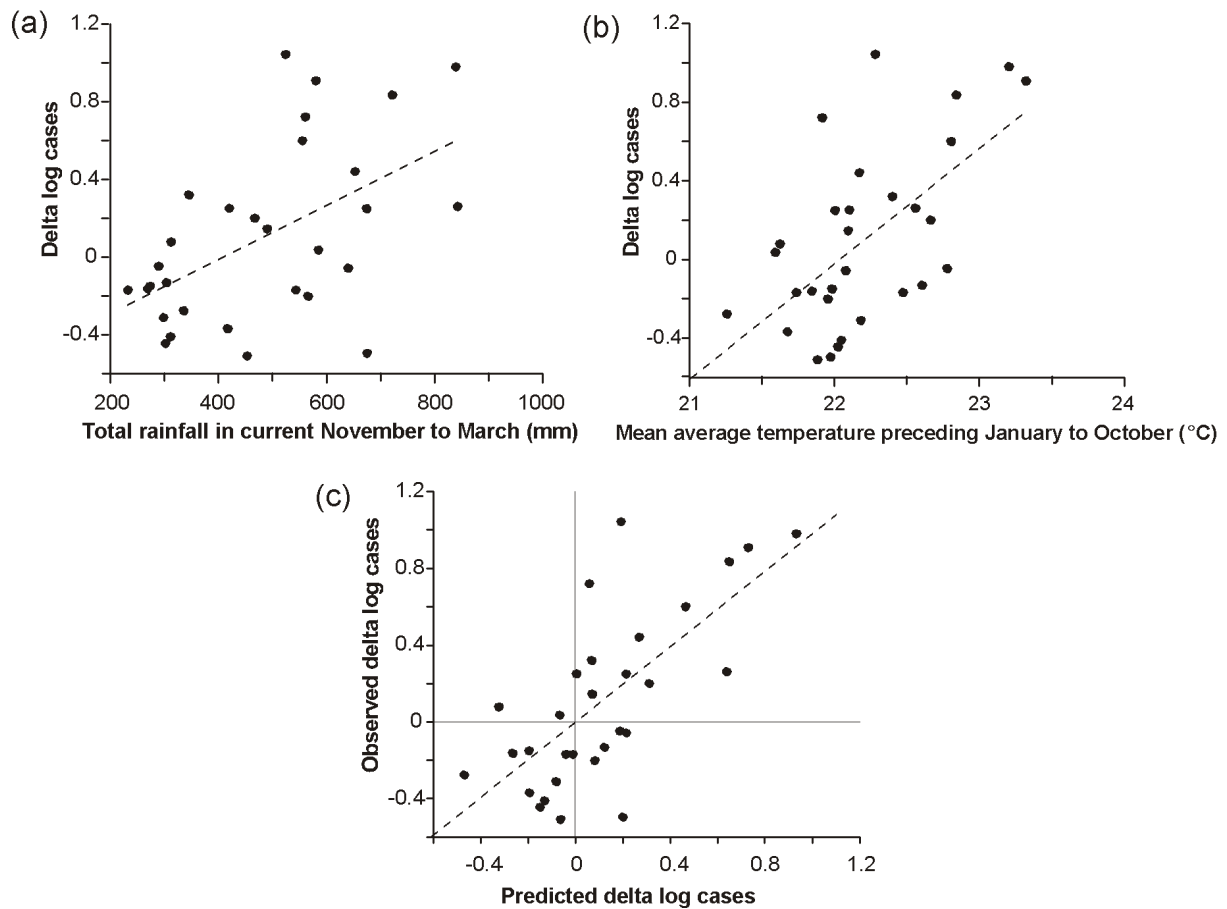 (a)
1.2
0.8
0.4
0
-0.4
Delta log cases
200 400 600 800 1000
Total rainfall in current November to March (mm)
(b)
1.2
0.8
0.4
0
-0.4
Delta log cases
21 22 23 24
Mean average temperature preceding January to October (°C)
(c)
1.2
0.8
0.4
0
-0.4
Observed delta log cases
-0.4 0 0.4 0.8 1.2
Predicted delta log cases